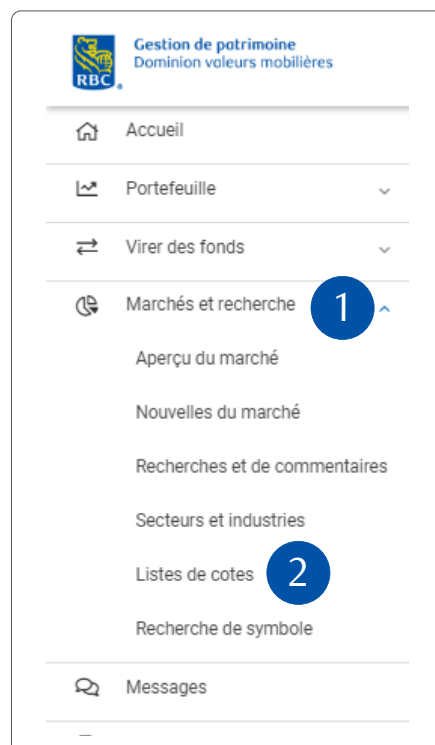 Gestion de patrimoine
Dominion valeurs mobilières
RBC
Accueil
Portefeuille
Virer des fonds
Marchés et recherche 1
Aperçu du marché
Nouvelles du marché
Recherches et de commentaires
Secteurs et industries
Listes de cotes 2
Recherche de symbole
Messages